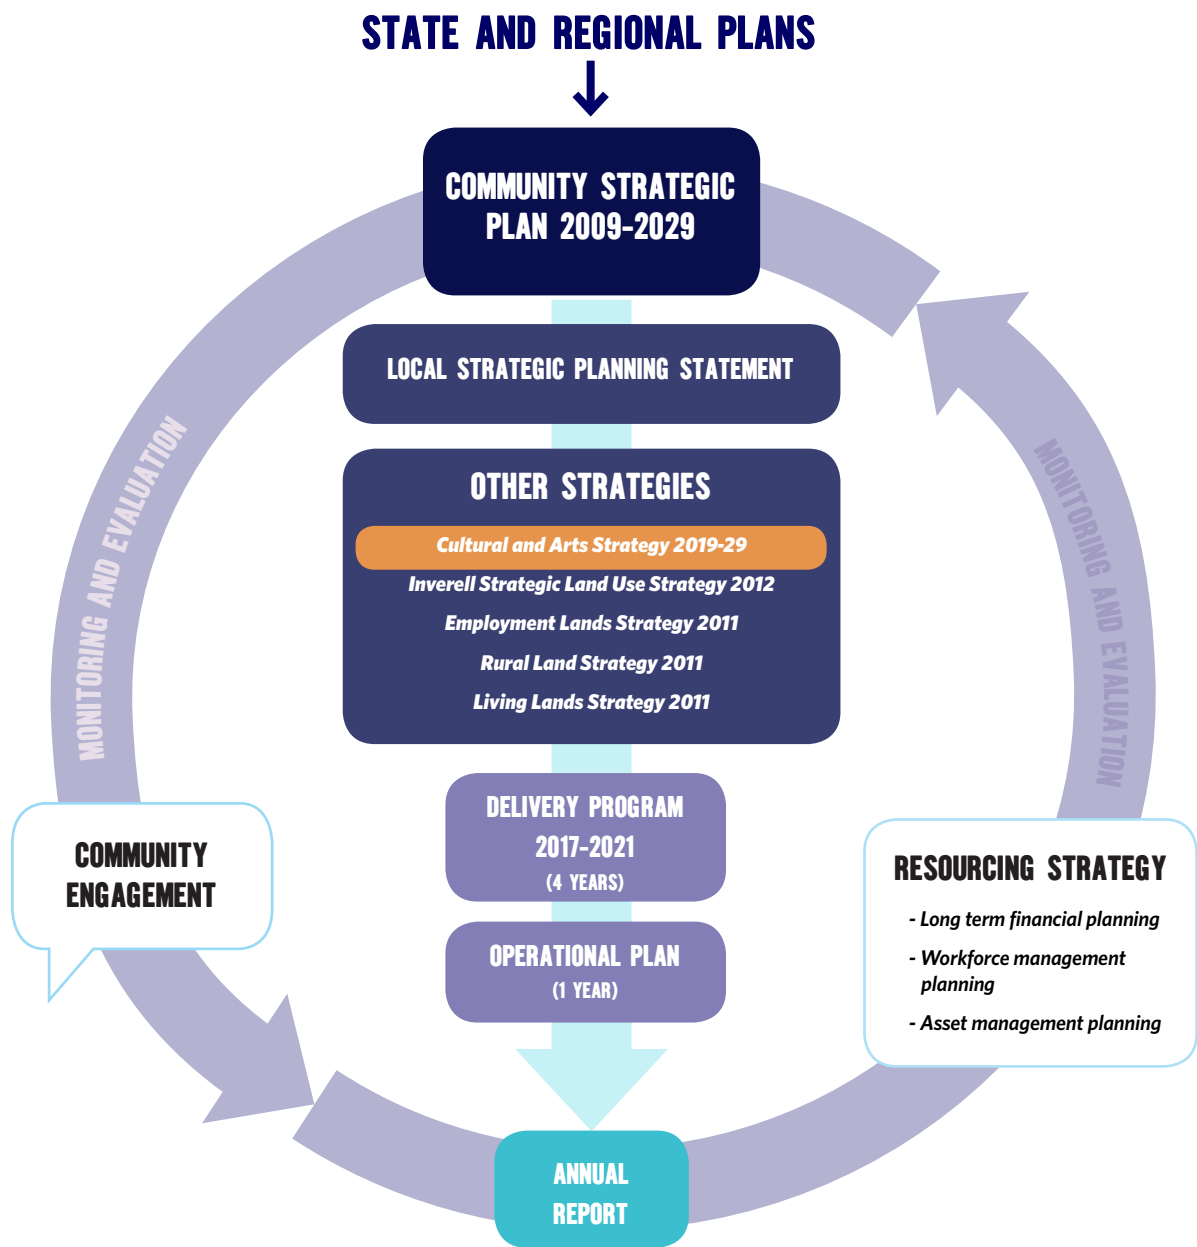 STATE AND REGIONAL PLANS
COMMUNITY STRATEGIC
PLAN 2009-2029
LOCAL STRATEGIC PLANNING STATEMENT
OTHER STRATEGIES
Cultural and Arts Strategy 2019-29
Inverell Strategic Land Use Strategy 2012
Employment Lands Strategy 2011
Rural Land Strategy 2011
Living Lands Strategy 2011
MONITORING AND EVALUATION
MONITORING AND EVALUATION
DELIVERY PROGRAM
2017-2021
(4 YEARS)
COMMUNITY
ENGAGEMENT
RESOURCING STRATEGY
- Long term financial planning
- Workforce management
planning
- Asset management planning
OPERATIONAL PLAN
(1 YEAR)
ANNUAL
REPORT